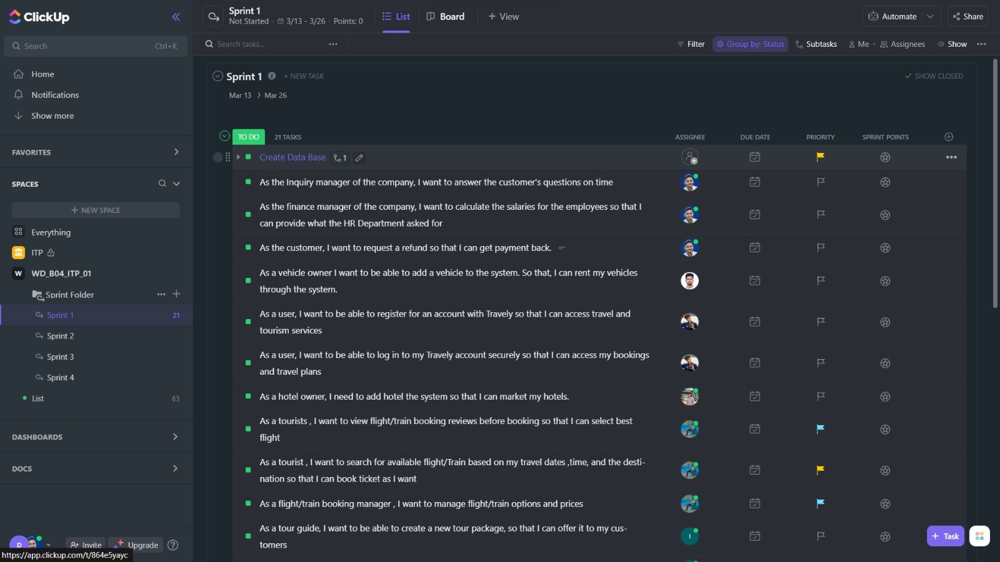 ClickUp
Search
Ctrl+K
Home
Notifications
Show more
FAVORITES
SPACES
+ NEW SPACE
Everything
ITP
W WD_B04_ITP_01
Sprint Folder
Sprint 1
21
Sprint 2
Sprint 3
Sprint 4
List
63
DASHBOARDS
DOCS
D
Invite
Upgrade
https://app.clickup.com/t/864e5yayc
Sprint 1
Not Started
3/13 - 3/26
Points: 0
List
Board
+ View
Automate
Share
Search tasks...
Filter
Group by: Status
Subtasks
Me
Assignees
Show
Sprint 1
+ NEW TASK
SHOW CLOSED
Mar 13
Mar 26
TO DO
21 TASKS
ASSIGNEE
DUE DATE
PRIORITY
SPRINT POINTS
Create Data Base
1
As the Inquiry manager of the company, I want to answer the customer's questions on time
As the finance manager of the company, I want to calculate the salaries for the employees so that I
can provide what the HR Department asked for
As the customer, I want to request a refund so that I can get payment back.
As a vehicle owner I want to be able to add a vehicle to the system. So that, I can rent my vehicles
through the system.
As a user, I want to be able to register for an account with Travely so that I can access travel and
tourism services
As a user, I want to be able to log in to my Travely account securely so that I can access my bookings
and travel plans
As a hotel owner, I need to add hotel the system so that I can market my hotels.
As a tourists , I want to view flight/train booking reviews before booking so that I can select best
flight
As a tourist , I want to search for available flight/Train based on my travel dates ,time, and the desti-
nation so that I can book ticket as I want
As a flight/train booking manager , I want to manage flight/train options and prices
As a tour guide, I want to be able to create a new tour package, so that I can offer it to my cus-
tomers
I
+ Task